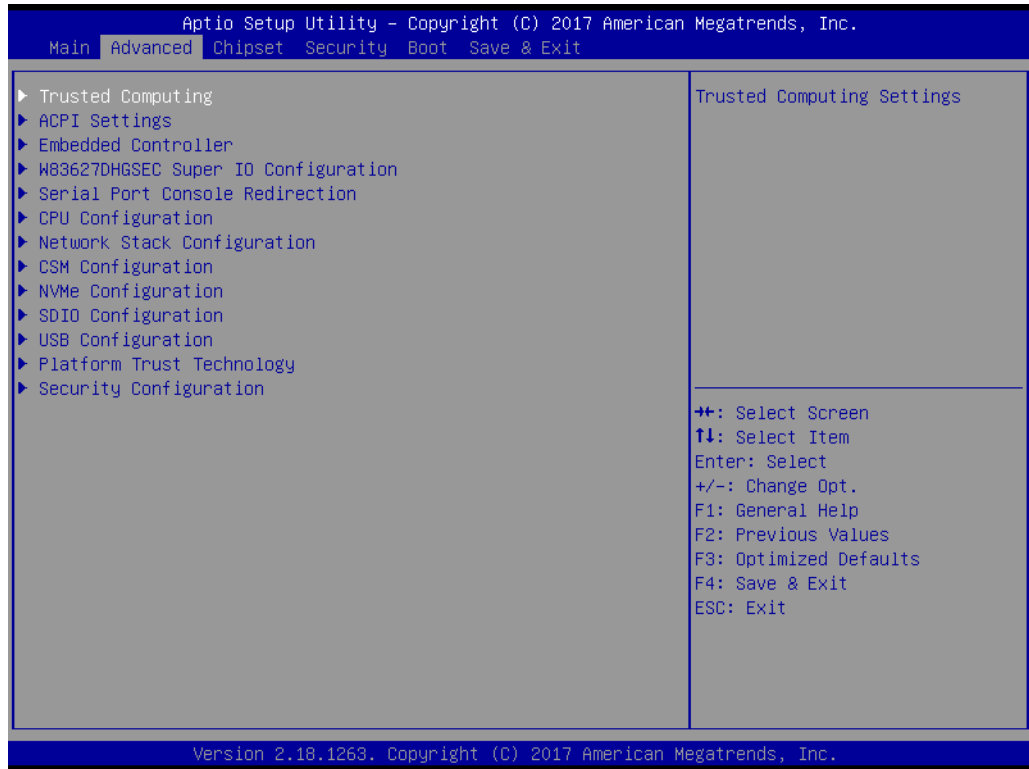 Aptio Setup Utility – Copyright (C) 2017 American Megatrends, Inc.
Main Advanced Chipset Security Boot Save & Exit
▶ Trusted Computing
▶ ACPI Settings
▶ Embedded Controller
▶ W83627DHGSEC Super IO Configuration
▶ Serial Port Console Redirection
▶ CPU Configuration
▶ Network Stack Configuration
▶ CSM Configuration
▶ NVMe Configuration
▶ SDIO Configuration
▶ USB Configuration
▶ Platform Trust Technology
▶ Security Configuration
Trusted Computing Settings
→←: Select Screen
↑↓: Select Item
Enter: Select
+/-: Change Opt.
F1: General Help
F2: Previous Values
F3: Optimized Defaults
F4: Save & Exit
ESC: Exit
Version 2.18.1263. Copyright (C) 2017 American Megatrends, Inc.